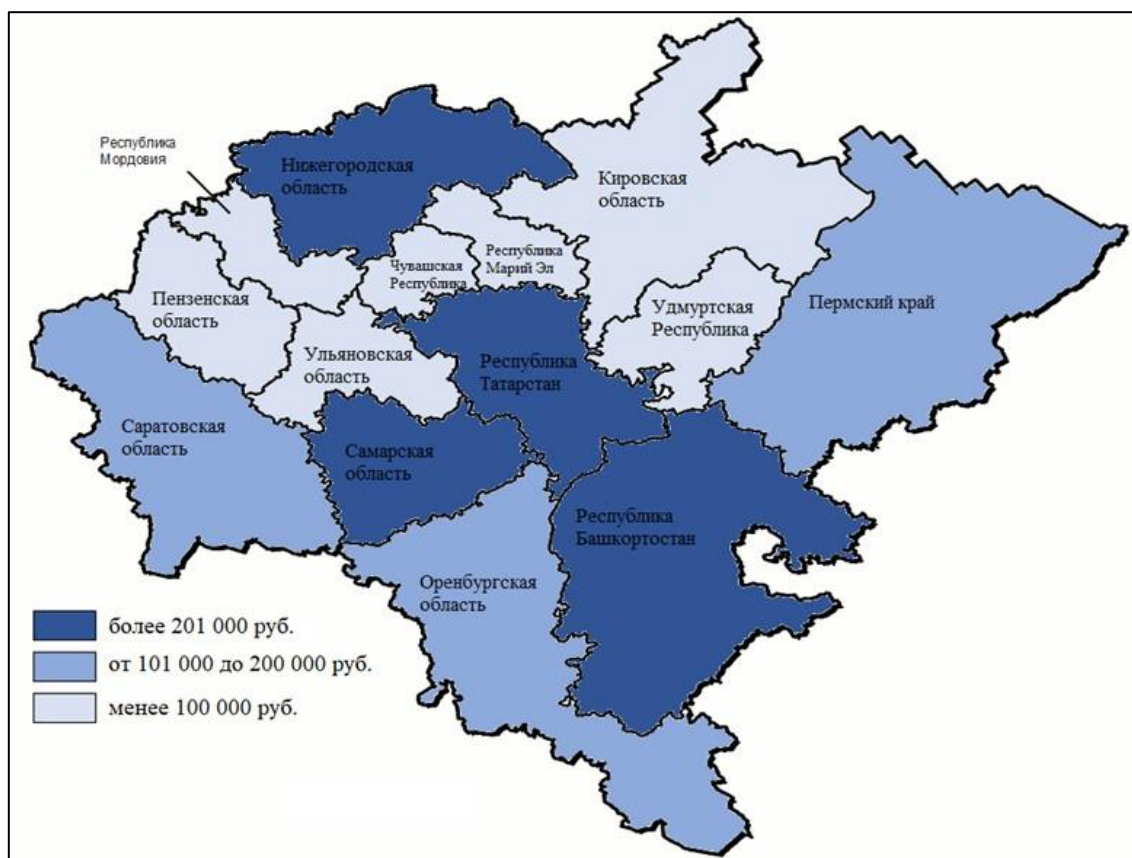 Республика
Мордовия
Нижегородская
область
Кировская
область
Чувашская
Республика
Республика
Марий Эл
Пензенская
область
Удмуртская
Республика
Пермский край
Ульяновская
область
Республика
Татарстан
Саратовская
область
Самарская
область
Республика
Башкортостан
Оренбургская
область
более 201 000 руб.
от 101 000 до 200 000 руб.
менее 100 000 руб.